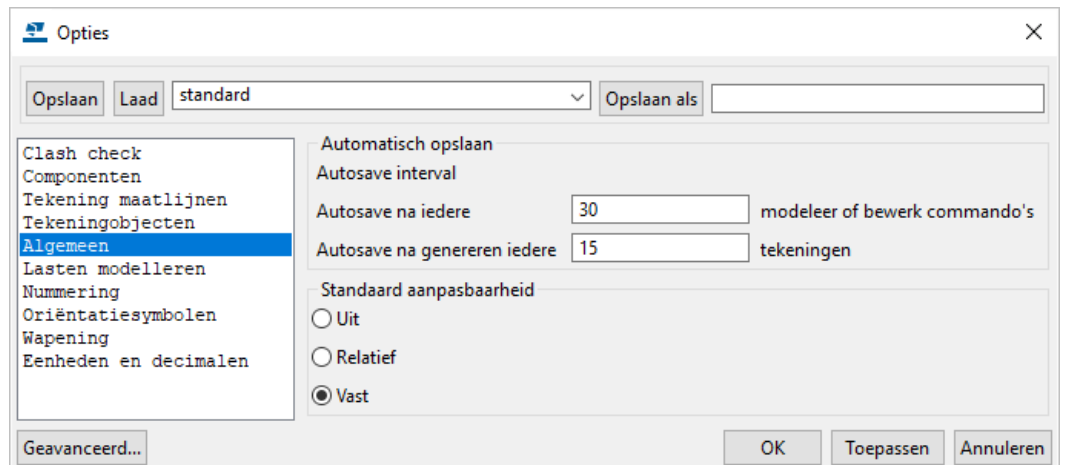 Opties
Opslaan Laad standard Opslaan als
Clash check
Componenten
Tekening maatlijnen
Tekeningobjecten
Algemeen
Lasten modelleren
Nummering
Oriëntatiesymbolen
Wapening
Eenheden en decimalen
Automatisch opslaan
Autosave interval
Autosave na iedere 30 modeleer of bewerk commando's
Autosave na genereren iedere 15 tekeningen
Standaard aanpasbaarheid
Uit
Relatief
Vast
Geavanceerd... OK Toepassen Annuleren